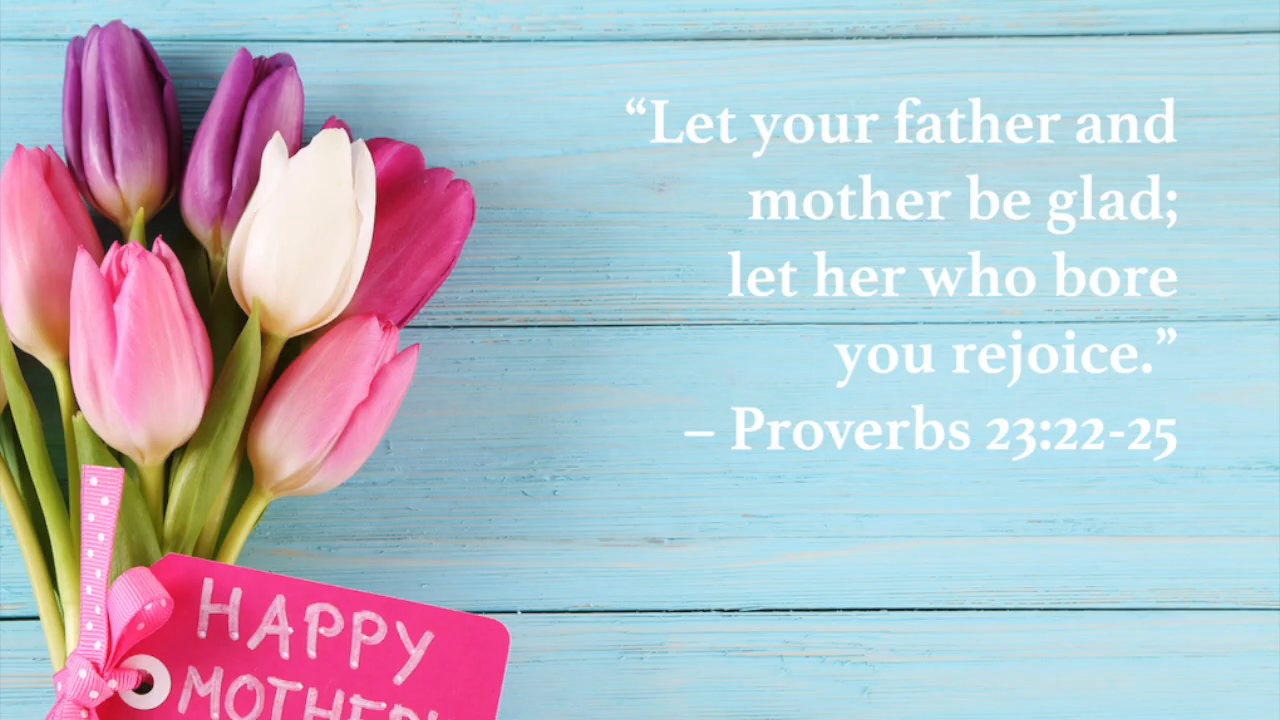 “Let your father and
mother be glad;
let her who bore
you rejoice.”
– Proverbs 23:22-25
HAPPY